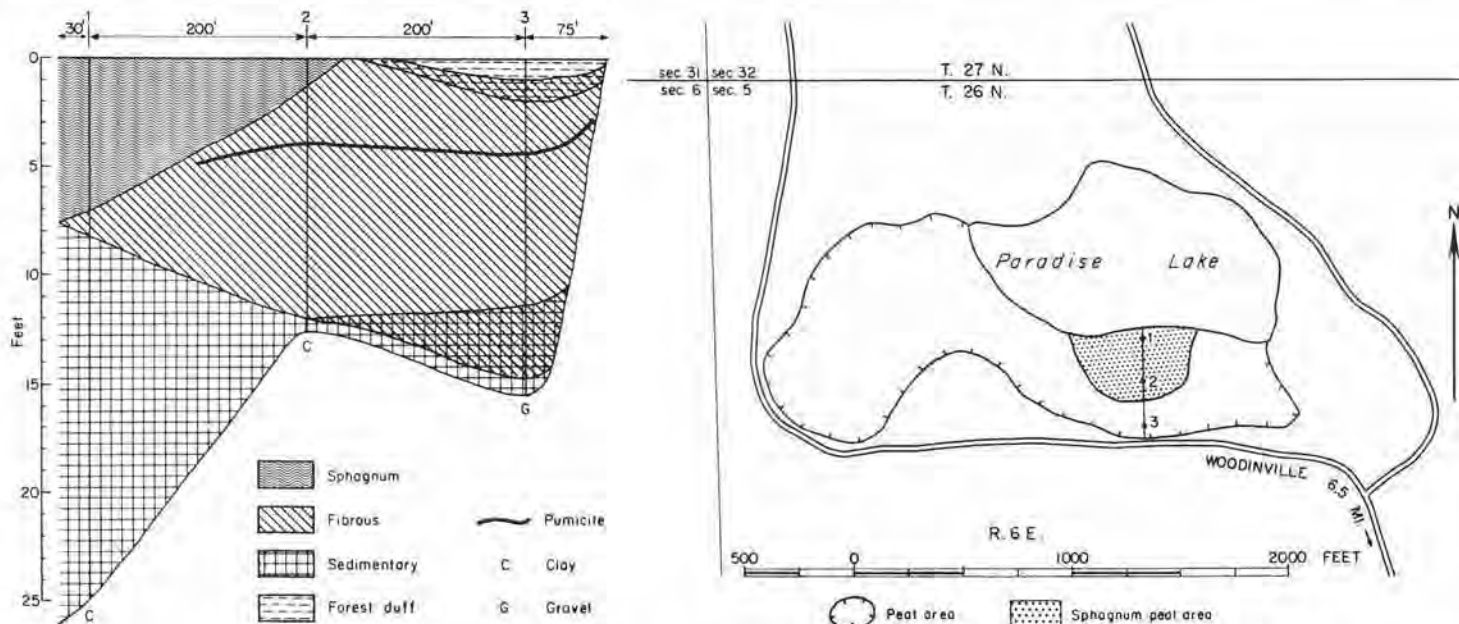 1 2 3
30' 200' 200' 75'
0
5
10
15
20
25
Feet
C
G
C
Sphagnum
Fibrous
Sedimentary
Forest duff
Pumicite
C Clay
G Gravel
sec. 31 sec. 32
sec. 6 sec. 5
T. 27 N.
T. 26 N.
N
Paradise Lake
1
2
3
WOODINVILLE 6.5 MI.
R. 6 E.
500 0 1000 2000 FEET
Peat area
Sphagnum peat area